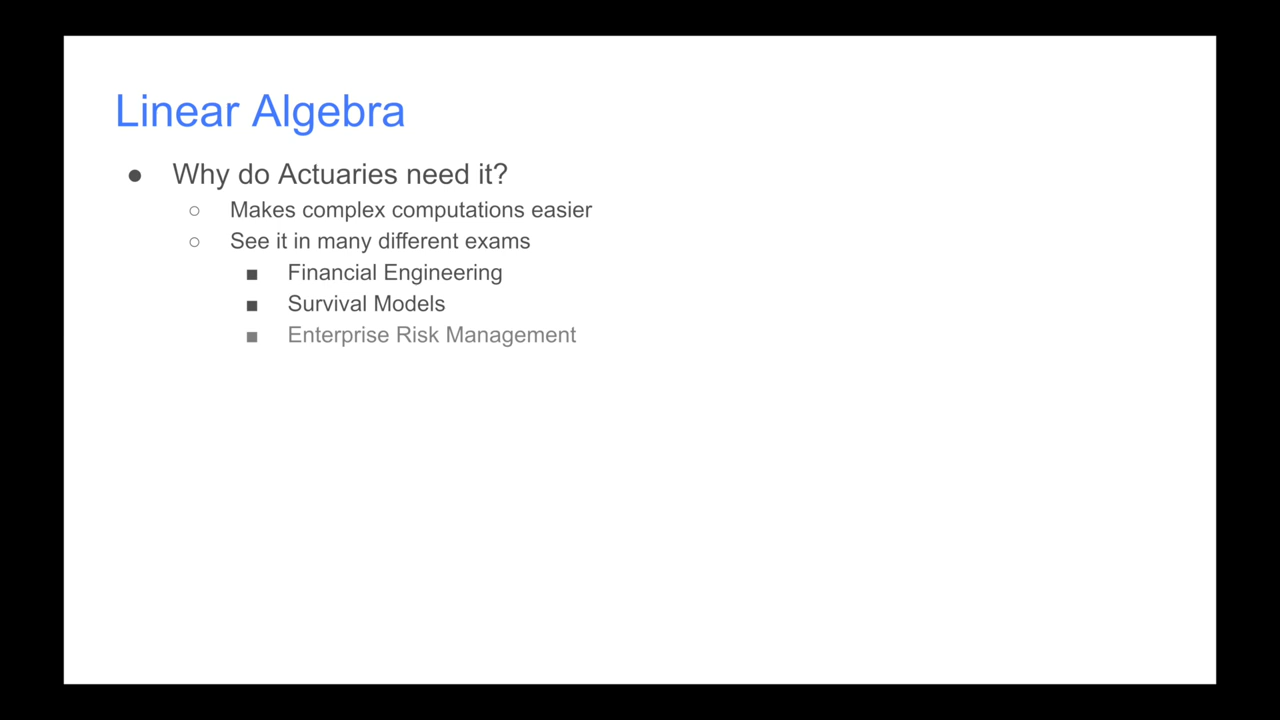 Linear Algebra
● Why do Actuaries need it?
○ Makes complex computations easier
○ See it in many different exams
■ Financial Engineering
■ Survival Models
■ Enterprise Risk Management